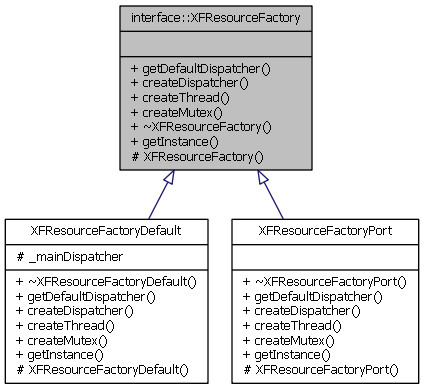 interface::XFResourceFactory
+ getDefaultDispatcher()
+ createDispatcher()
+ createThread()
+ createMutex()
+ ~XFResourceFactory()
+ getInstance()
# XFResourceFactory()
XFResourceFactoryDefault
# _mainDispatcher
+ ~XFResourceFactoryDefault()
+ getDefaultDispatcher()
+ createDispatcher()
+ createThread()
+ createMutex()
+ getInstance()
# XFResourceFactoryDefault()
XFResourceFactoryPort
+ ~XFResourceFactoryPort()
+ getDefaultDispatcher()
+ createDispatcher()
+ createThread()
+ createMutex()
+ getInstance()
# XFResourceFactoryPort()